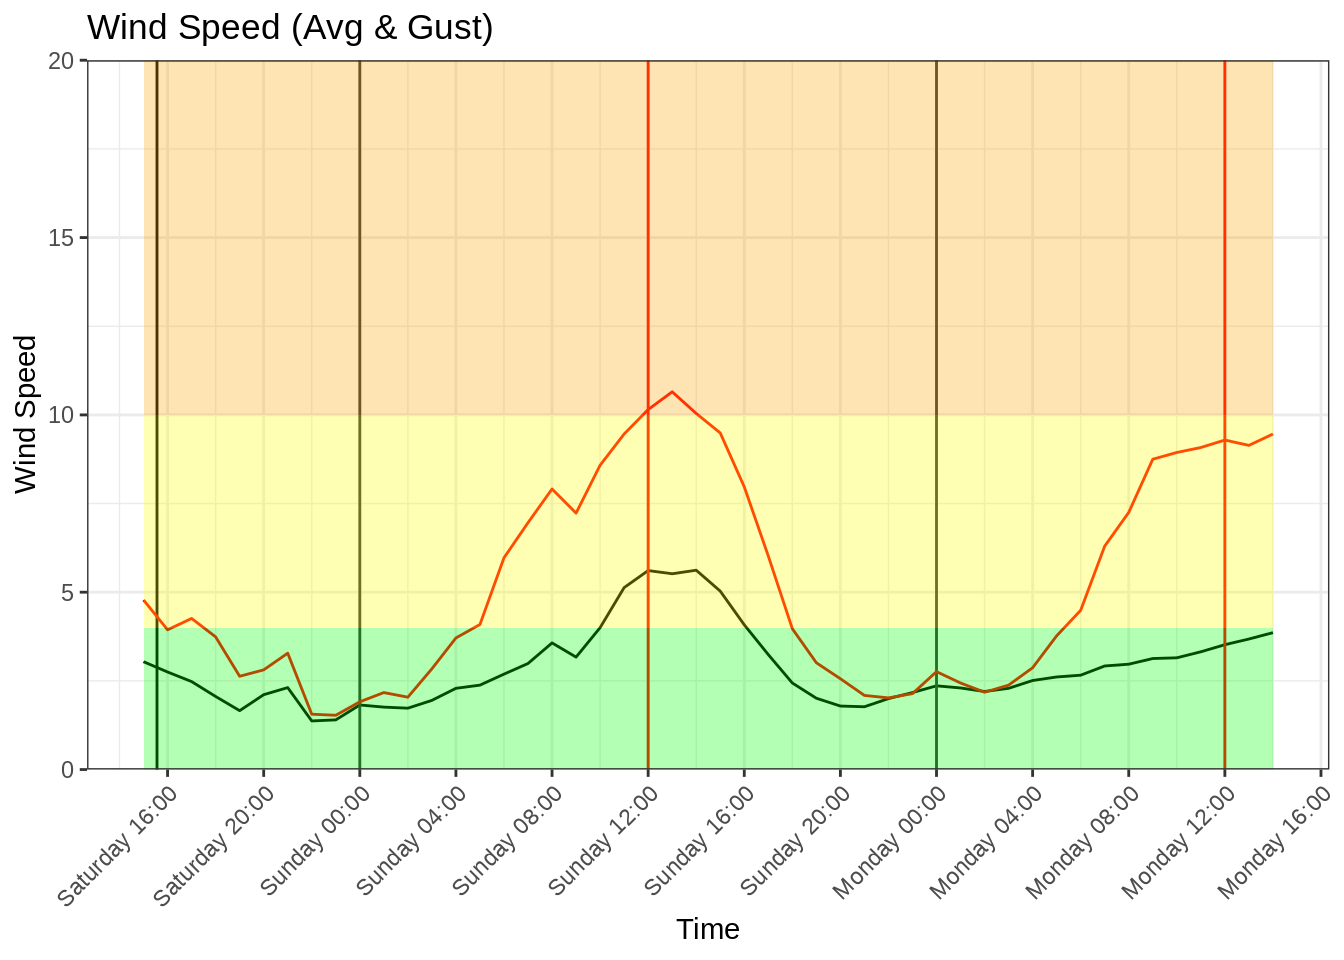 Wind Speed (Avg & Gust)
20
15
10
5
0
Wind Speed
Saturday 16:00
Saturday 20:00
Sunday 00:00
Sunday 04:00
Sunday 08:00
Sunday 12:00
Sunday 16:00
Sunday 20:00
Monday 00:00
Monday 04:00
Monday 08:00
Monday 12:00
Monday 16:00
Time